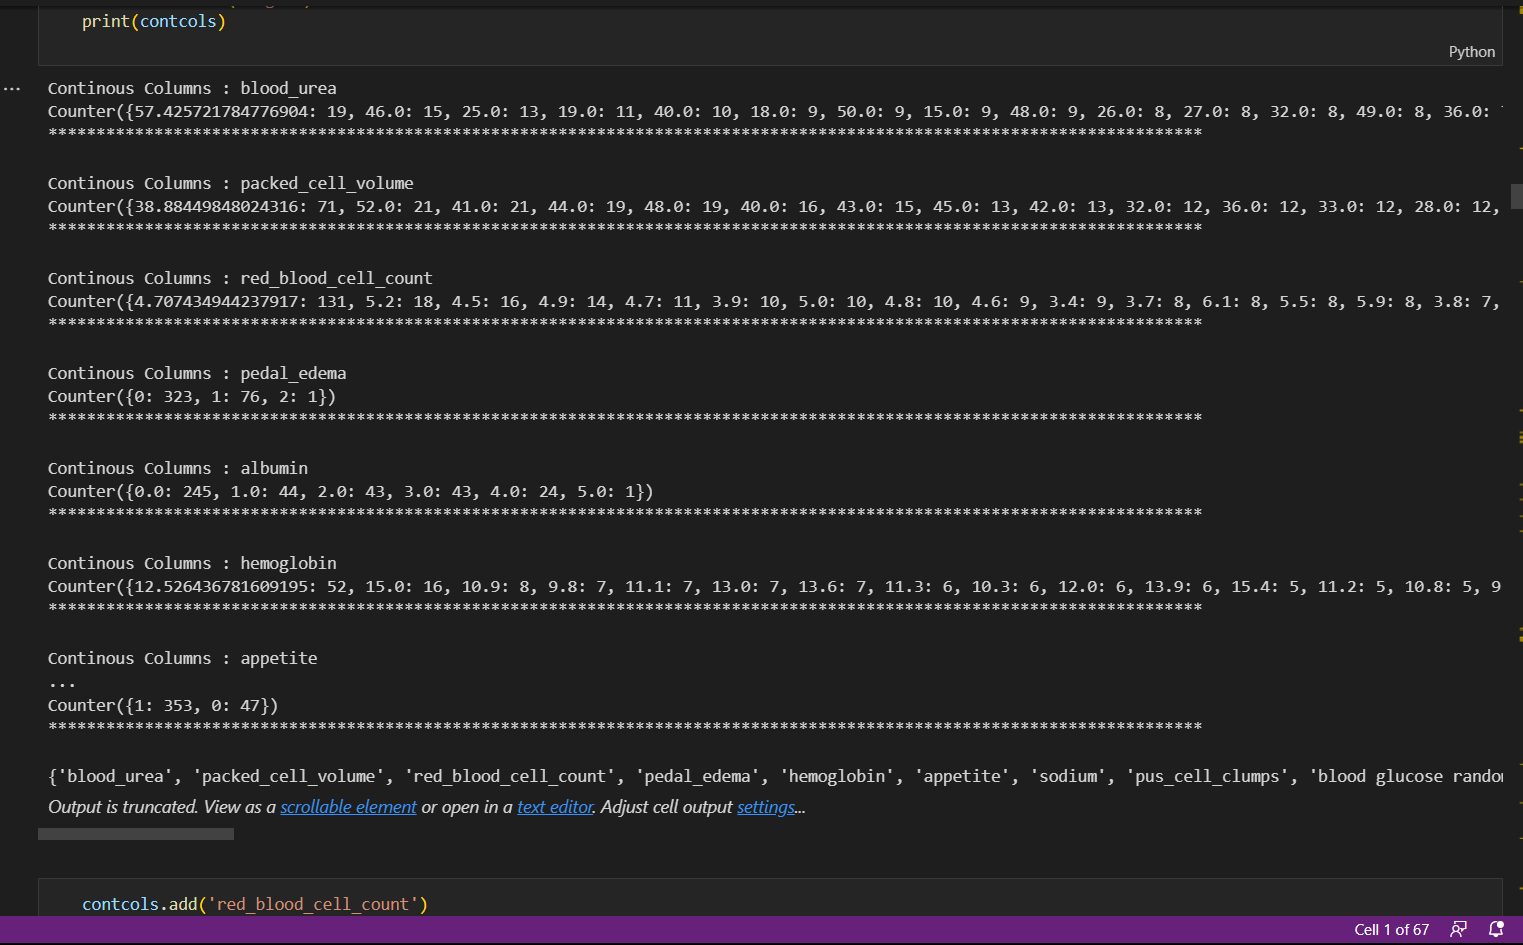 print(contcols)
Python
...
Continous Columns : blood_urea
Counter({57.425721784776904: 19, 46.0: 15, 25.0: 13, 19.0: 11, 40.0: 10, 18.0: 9, 50.0: 9, 15.0: 9, 48.0: 9, 26.0: 8, 27.0: 8, 32.0: 8, 49.0: 8, 36.0:
************************************************************************************************************************
Continous Columns : packed_cell_volume
Counter({38.88449848024316: 71, 52.0: 21, 41.0: 21, 44.0: 19, 48.0: 19, 40.0: 16, 43.0: 15, 45.0: 13, 42.0: 13, 32.0: 12, 36.0: 12, 33.0: 12, 28.0: 12,
************************************************************************************************************************
Continous Columns : red_blood_cell_count
Counter({4.707434944237917: 131, 5.2: 18, 4.5: 16, 4.9: 14, 4.7: 11, 3.9: 10, 5.0: 10, 4.8: 10, 4.6: 9, 3.4: 9, 3.7: 8, 6.1: 8, 5.5: 8, 5.9: 8, 3.8: 7,
************************************************************************************************************************
Continous Columns : pedal_edema
Counter({0: 323, 1: 76, 2: 1})
************************************************************************************************************************
Continous Columns : albumin
Counter({0.0: 245, 1.0: 44, 2.0: 43, 3.0: 43, 4.0: 24, 5.0: 1})
************************************************************************************************************************
Continous Columns : hemoglobin
Counter({12.526436781609195: 52, 15.0: 16, 10.9: 8, 9.8: 7, 11.1: 7, 13.0: 7, 13.6: 7, 11.3: 6, 10.3: 6, 12.0: 6, 13.9: 6, 15.4: 5, 11.2: 5, 10.8: 5, 9
************************************************************************************************************************
Continous Columns : appetite
...
Counter({1: 353, 0: 47})
************************************************************************************************************************
{'blood_urea', 'packed_cell_volume', 'red_blood_cell_count', 'pedal_edema', 'hemoglobin', 'appetite', 'sodium', 'pus_cell_clumps', 'blood glucose random
Output is truncated. View as a scrollable element or open in a text editor. Adjust cell output settings...
contcols.add('red_blood_cell_count')
Cell 1 of 67